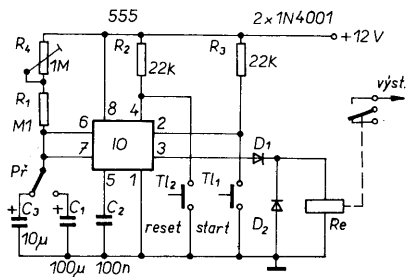 555
2×1N4001
R4
R2
R3
+12V
1M
22K
22K
výst.
R1
M1
8
4
6
2
IO
7
3
D1
Př
5
1
Tl2
Tl1
+
C3
+
C1
C2
D2
Re
reset
start
10µ
100µ
100n